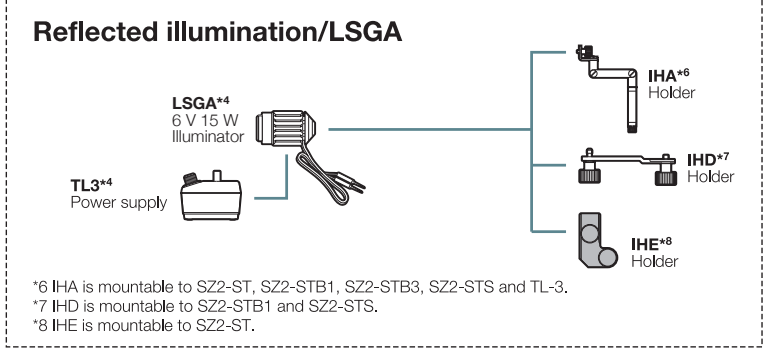 Reflected illumination/LSGA
LSGA*4
6 V 15 W
Illuminator
TL3*4
Power supply
IHA*6
Holder
IHD*7
Holder
IHE*8
Holder
*6 IHA is mountable to SZ2-ST, SZ2-STB1, SZ2-STB3, SZ2-STS and TL-3.
*7 IHD is mountable to SZ2-STB1 and SZ2-STS.
*8 IHE is mountable to SZ2-ST.